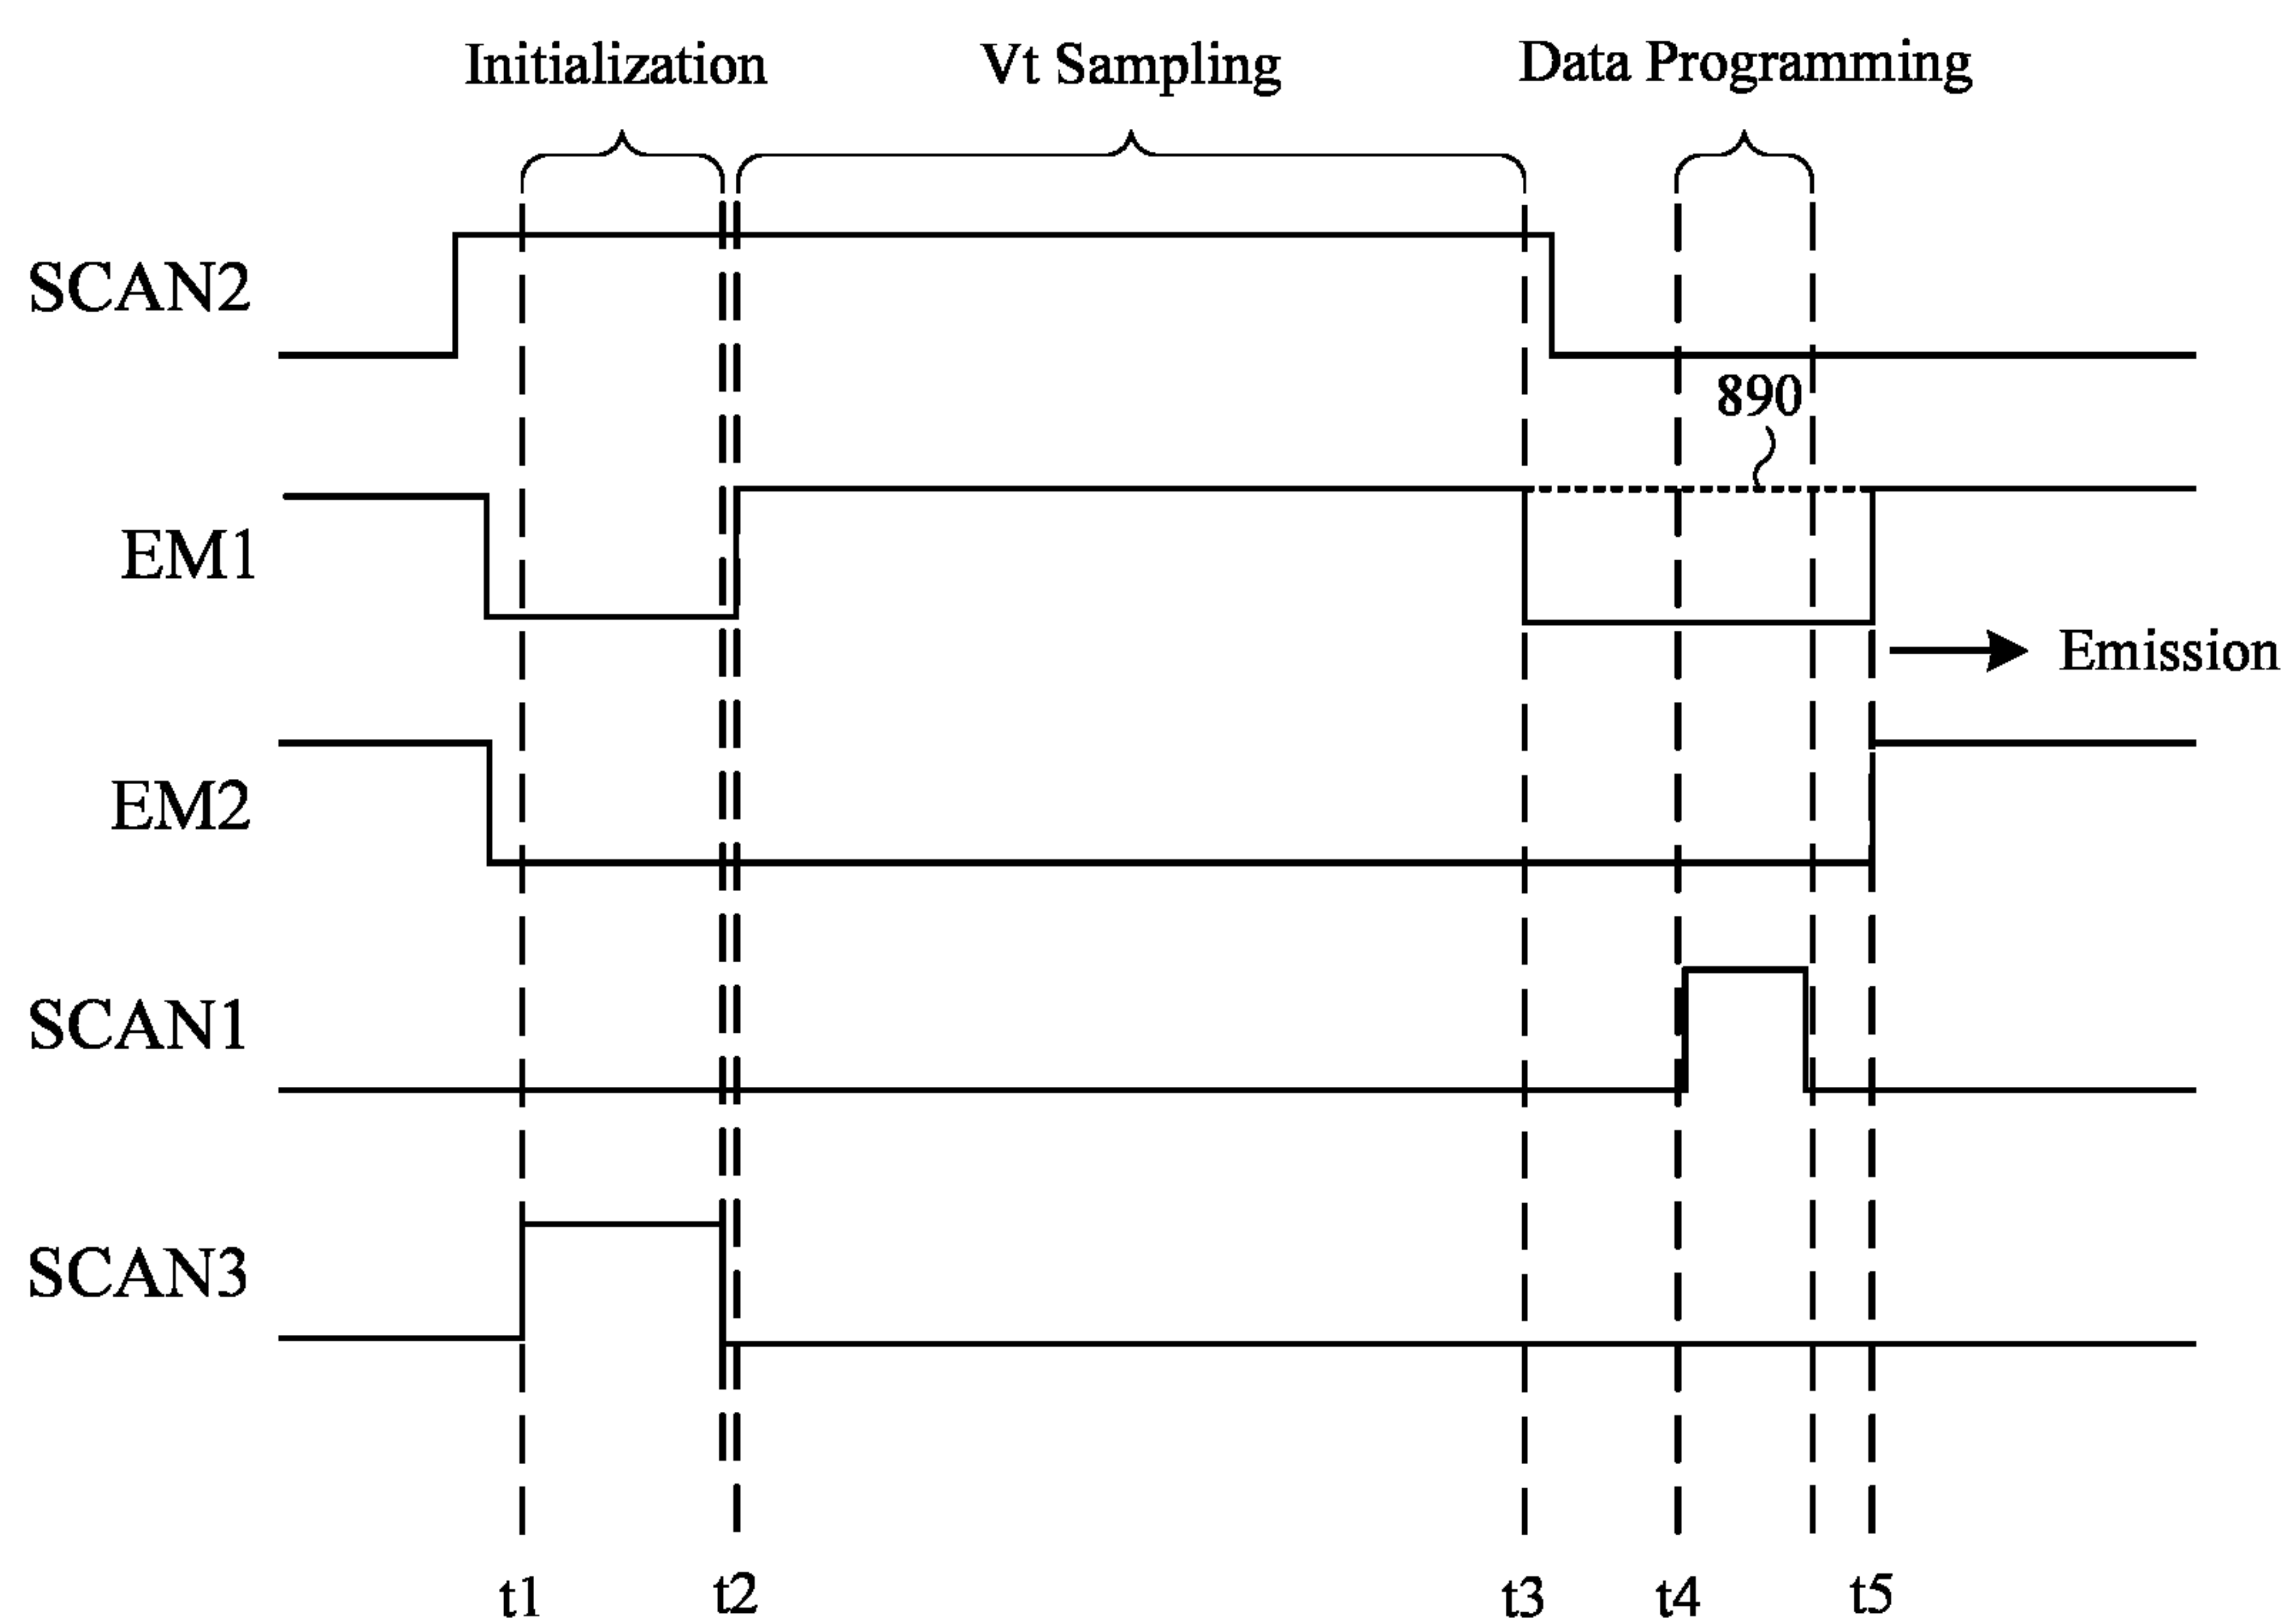 Initialization
Vt Sampling
Data Programming
SCAN2
890
EM1
Emission
EM2
SCAN1
SCAN3
t1
t2
t3
t4
t5